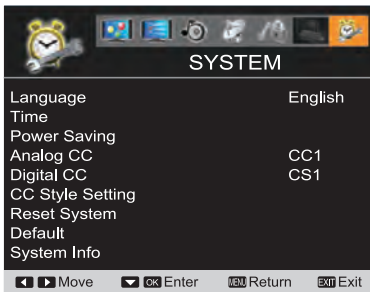 SYSTEM
Language English
Time
Power Saving
Analog CC CC1
Digital CC CS1
CC Style Setting
Reset System
Default
System Info
Move OK Enter MENU Return EXIT Exit